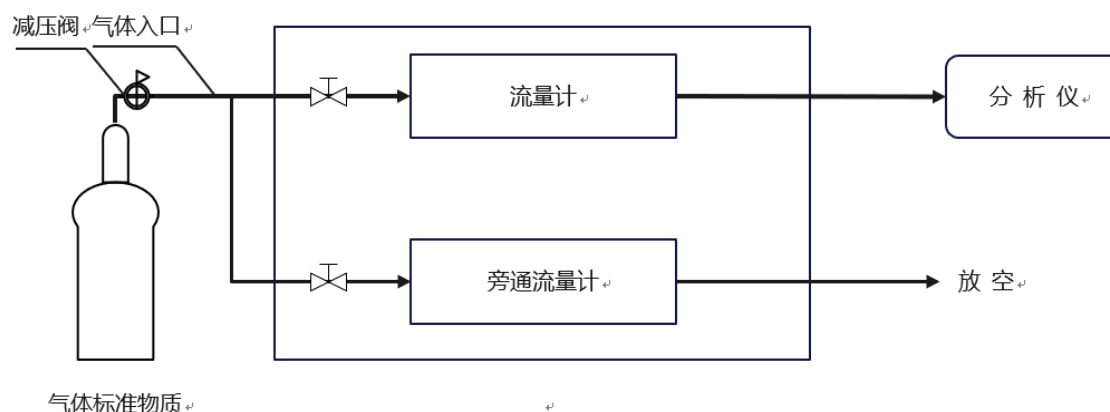 减压阀 气体入口
流量计
分 析 仪
旁通流量计
放 空
气体标准物质